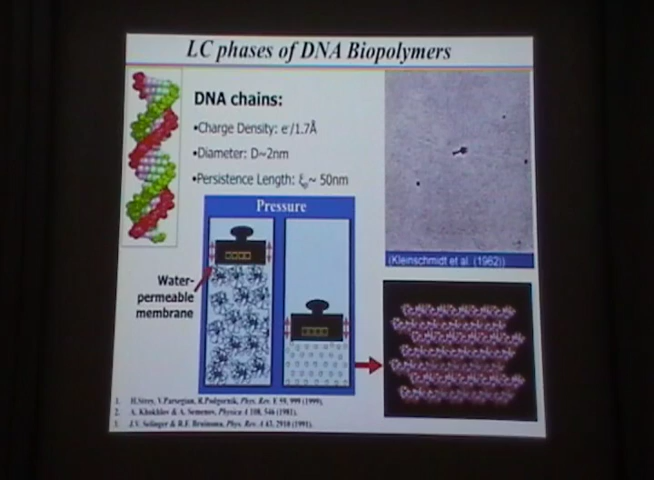 LC phases of DNA Biopolymers
DNA chains:
•Charge Density: e⁻/1.7Å
•Diameter: D~2nm
•Persistence Length: ξp~ 50nm
Pressure
Water-
permeable
membrane
(Kleinschmidt et al. (1962))
1. H.Strey, V.Parsegian, R.Podgornik, Phys. Rev. E 59, 999 (1999).
2. A. Khokhlov & A. Semenov, Physica A 108, 546 (1981).
3. J.V. Selinger & R.F. Bruinsma, Phys. Rev. A 43, 2910 (1991).